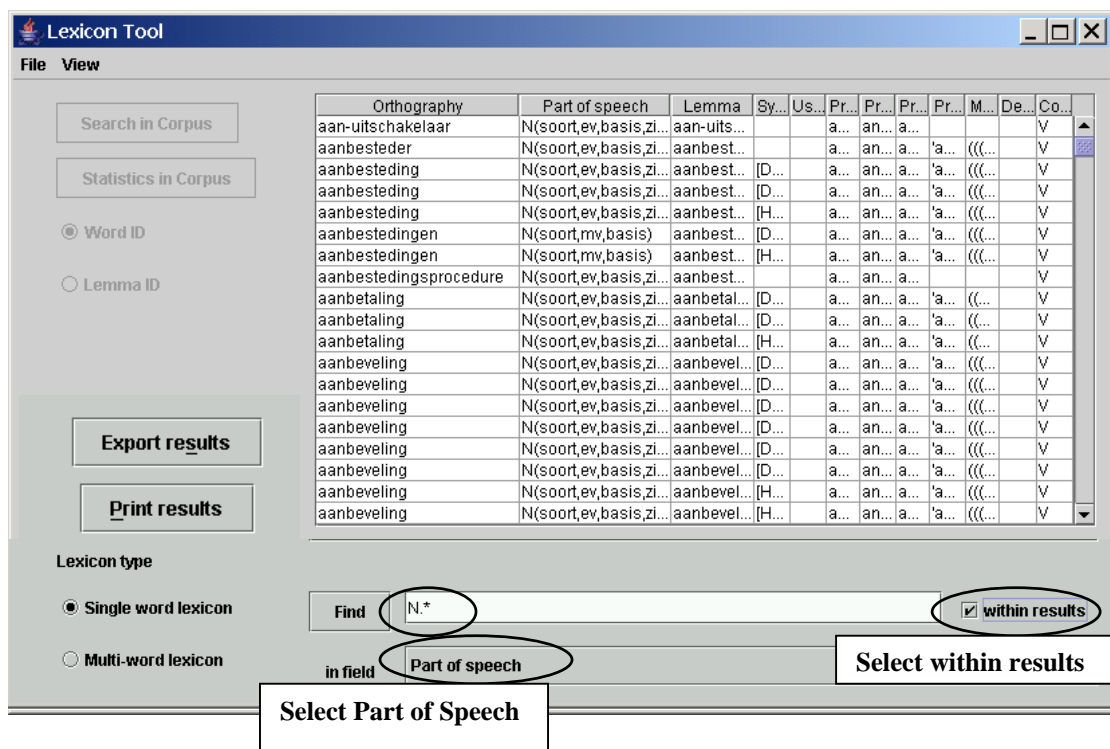 Lexicon Tool
File View
Search in Corpus
Statistics in Corpus
Word ID
Lemma ID
Export results
Print results
Orthography Part of speech Lemma Sy... Us... Pr... Pr... Pr... Pr... M... De... Co...
aan-uitschakelaar N(soort,ev,basis,zi... aan-uits... a... an... a... V
aanbesteder N(soort,ev,basis,zi... aanbest... a... an... a... 'a... (((... V
aanbesteding N(soort,ev,basis,zi... aanbest... [D... a... an... a... 'a... (((... V
aanbesteding N(soort,ev,basis,zi... aanbest... [D... a... an... a... 'a... (((... V
aanbesteding N(soort,ev,basis,zi... aanbest... [H... a... an... a... 'a... (((... V
aanbestedingen N(soort,mv,basis) aanbest... [D... a... an... a... 'a... (((... V
aanbestedingen N(soort,mv,basis) aanbest... [H... a... an... a... 'a... (((... V
aanbestedingsprocedure N(soort,ev,basis,zi... aanbest... a... an... a... V
aanbetaling N(soort,ev,basis,zi... aanbetal... [D... a... an... a... 'a... ((... V
aanbetaling N(soort,ev,basis,zi... aanbetal... [D... a... an... a... 'a... ((... V
aanbetaling N(soort,ev,basis,zi... aanbetal... [H... a... an... a... 'a... ((... V
aanbeveling N(soort,ev,basis,zi... aanbevel... [D... a... an... a... 'a... (((... V
aanbeveling N(soort,ev,basis,zi... aanbevel... [D... a... an... a... 'a... (((... V
aanbeveling N(soort,ev,basis,zi... aanbevel... [D... a... an... a... 'a... (((... V
aanbeveling N(soort,ev,basis,zi... aanbevel... [D... a... an... a... 'a... (((... V
aanbeveling N(soort,ev,basis,zi... aanbevel... [D... a... an... a... 'a... (((... V
aanbeveling N(soort,ev,basis,zi... aanbevel... [D... a... an... a... 'a... (((... V
aanbeveling N(soort,ev,basis,zi... aanbevel... [H... a... an... a... 'a... (((... V
aanbeveling N(soort,ev,basis,zi... aanbevel... [H... a... an... a... 'a... (((... V
Lexicon type
Single word lexicon
Multi-word lexicon
Find N.* within results
in field Part of speech
Select within results
Select Part of Speech